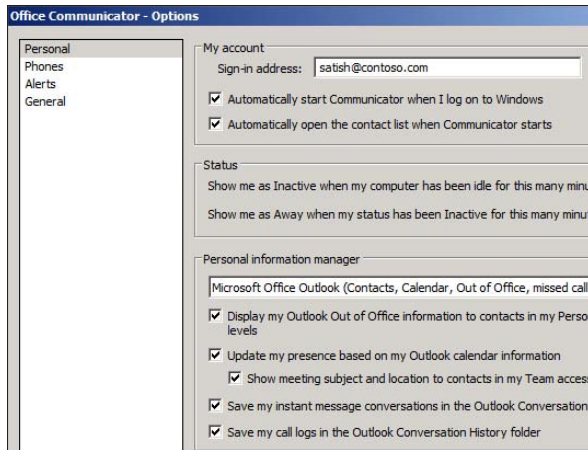 Office Communicator - Options
Personal
Phones
Alerts
General
My account
Sign-in address: satish@contoso.com
Automatically start Communicator when I log on to Windows
Automatically open the contact list when Communicator starts
Status
Show me as Inactive when my computer has been idle for this many minu
Show me as Away when my status has been Inactive for this many minu
Personal information manager
Microsoft Office Outlook (Contacts, Calendar, Out of Office, missed call
Display my Outlook Out of Office information to contacts in my Perso
levels
Update my presence based on my Outlook calendar information
Show meeting subject and location to contacts in my Team acces
Save my instant message conversations in the Outlook Conversation
Save my call logs in the Outlook Conversation History folder